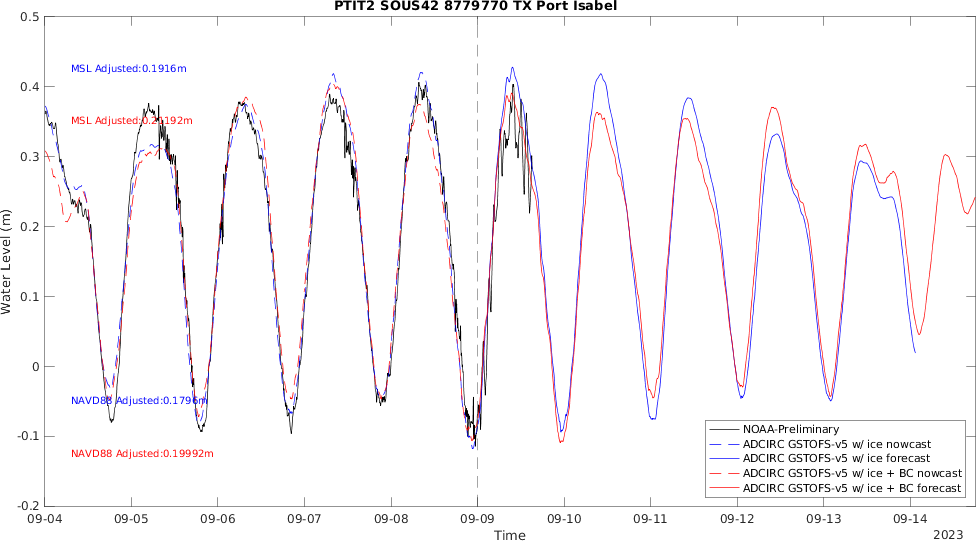 PTIT2 SOUS42 8779770 TX Port Isabel
0.5
0.4
0.3
0.2
0.1
0
-0.1
-0.2
Water Level (m)
MSL Adjusted:0.1916m
MSL Adjusted:0.21192m
NAVD88 Adjusted:0.1796m
NAVD88 Adjusted:0.19992m
NOAA-Preliminary
ADCIRC GSTOFS-v5 w/ ice nowcast
ADCIRC GSTOFS-v5 w/ ice forecast
ADCIRC GSTOFS-v5 w/ ice + BC nowcast
ADCIRC GSTOFS-v5 w/ ice + BC forecast
09-04 09-05 09-06 09-07 09-08 09-09 09-10 09-11 09-12 09-13 09-14
Time
2023